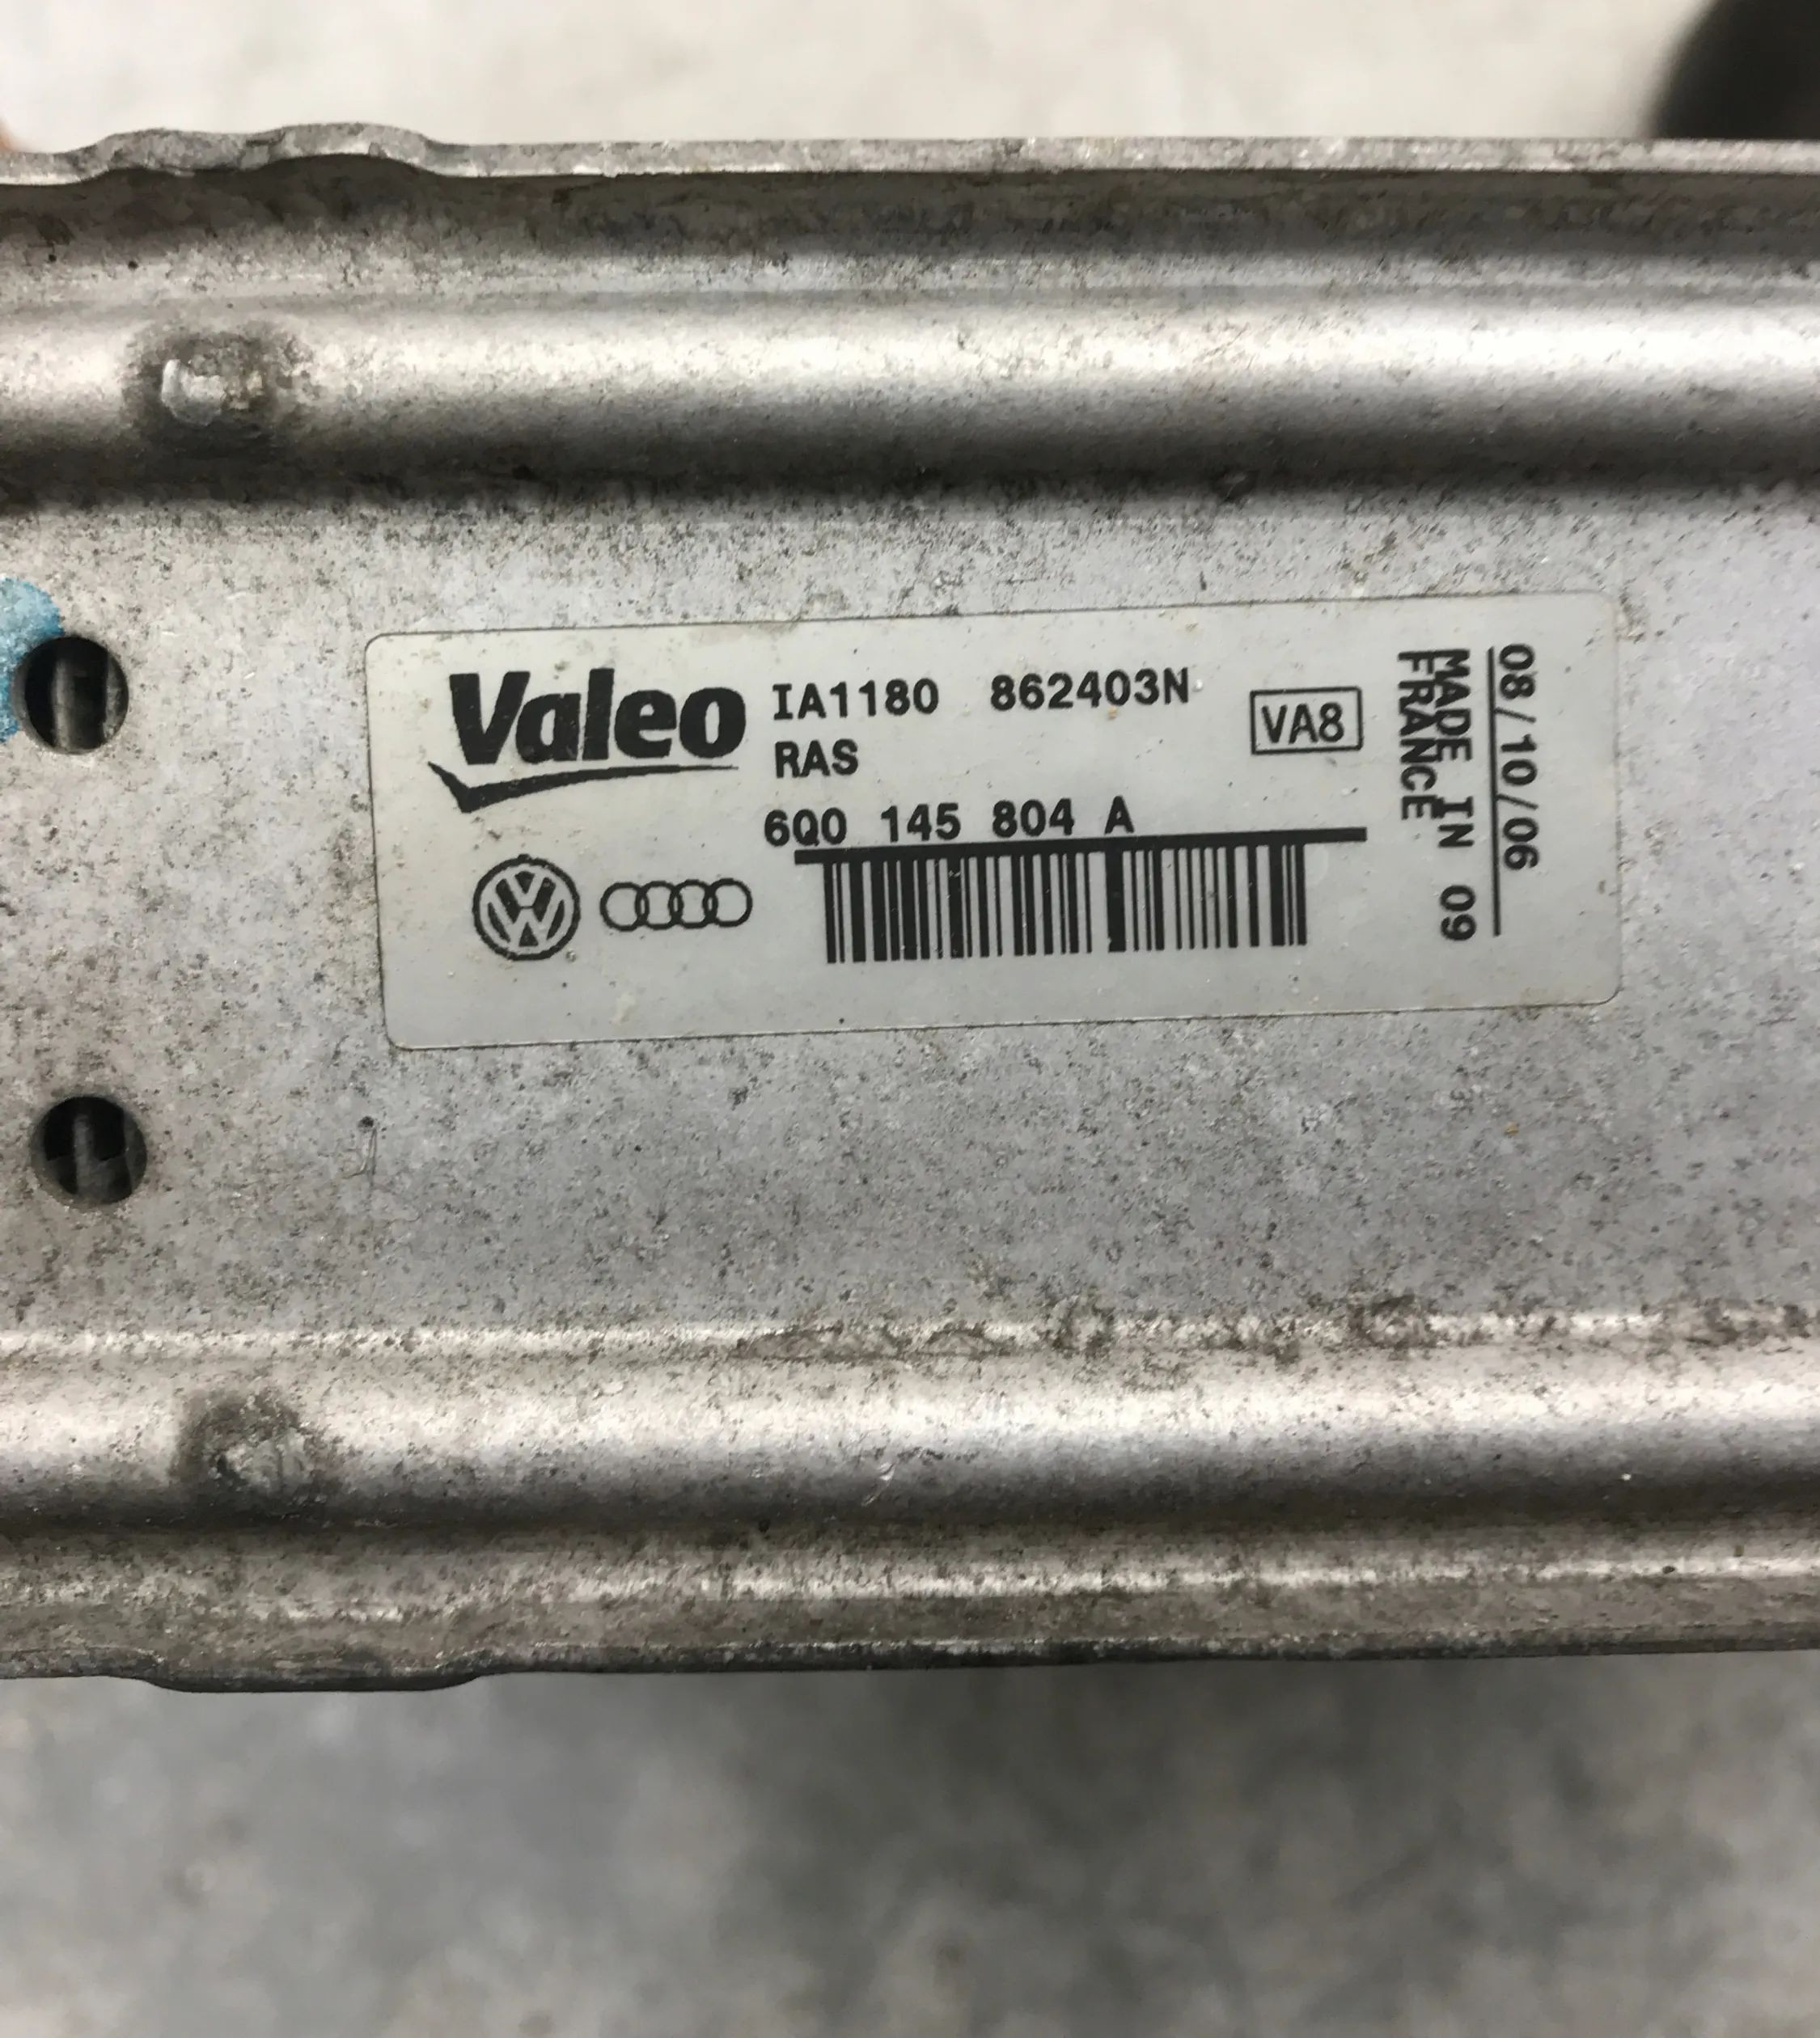 Valeo IA1180 862403N
RAS
VA8
6Q0 145 804 A
08/10/06
MADE IN 09
FRANCE